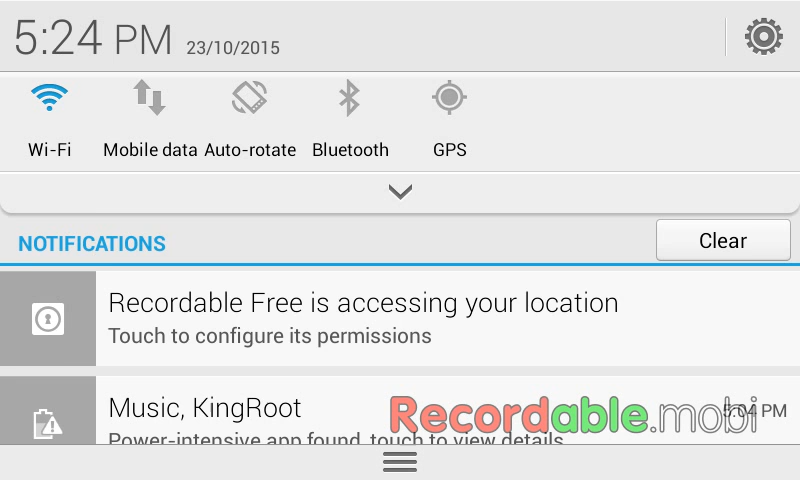 5:24 PM 23/10/2015
Wi-Fi Mobile data Auto-rotate Bluetooth GPS
NOTIFICATIONS Clear
Recordable Free is accessing your location
Touch to configure its permissions
Music, KingRoot 5:04 PM
Recordable.mobi
Power-intensive app found, touch to view details